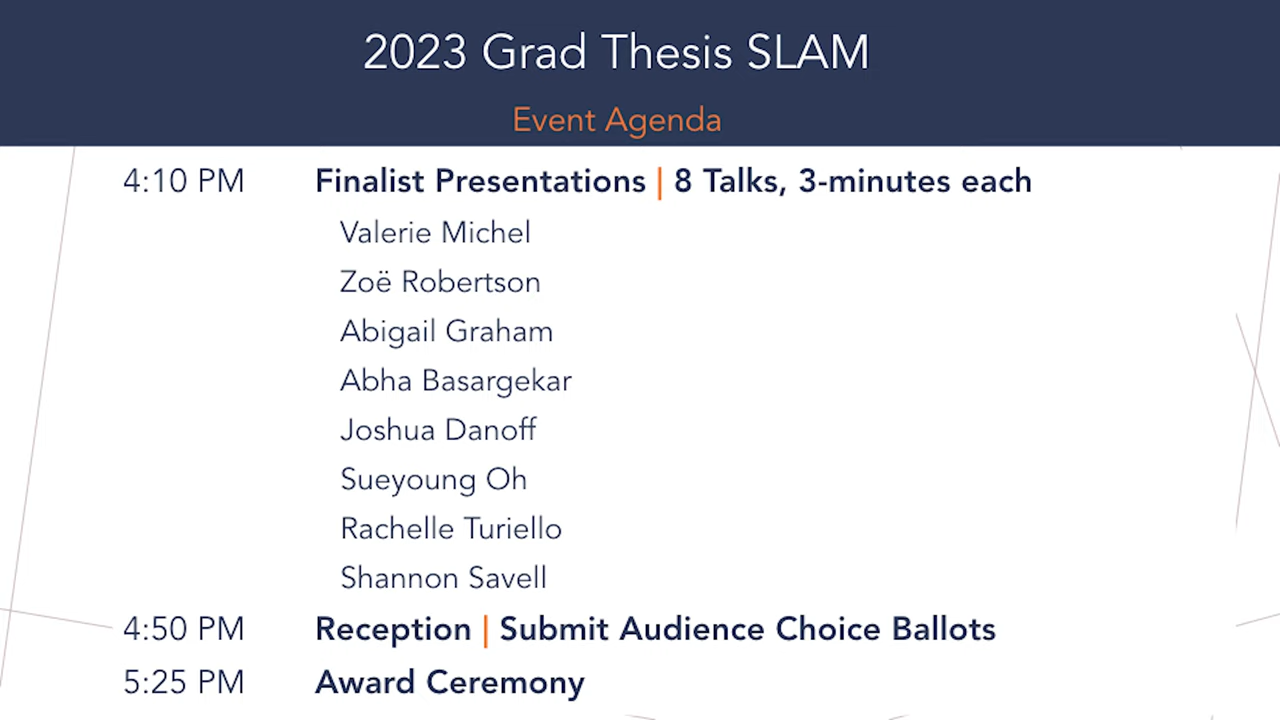 2023 Grad Thesis SLAM
Event Agenda
4:10 PM Finalist Presentations | 8 Talks, 3-minutes each
Valerie Michel
Zoë Robertson
Abigail Graham
Abha Basargekar
Joshua Danoff
Sueyoung Oh
Rachelle Turiello
Shannon Savell
4:50 PM Reception | Submit Audience Choice Ballots
5:25 PM Award Ceremony